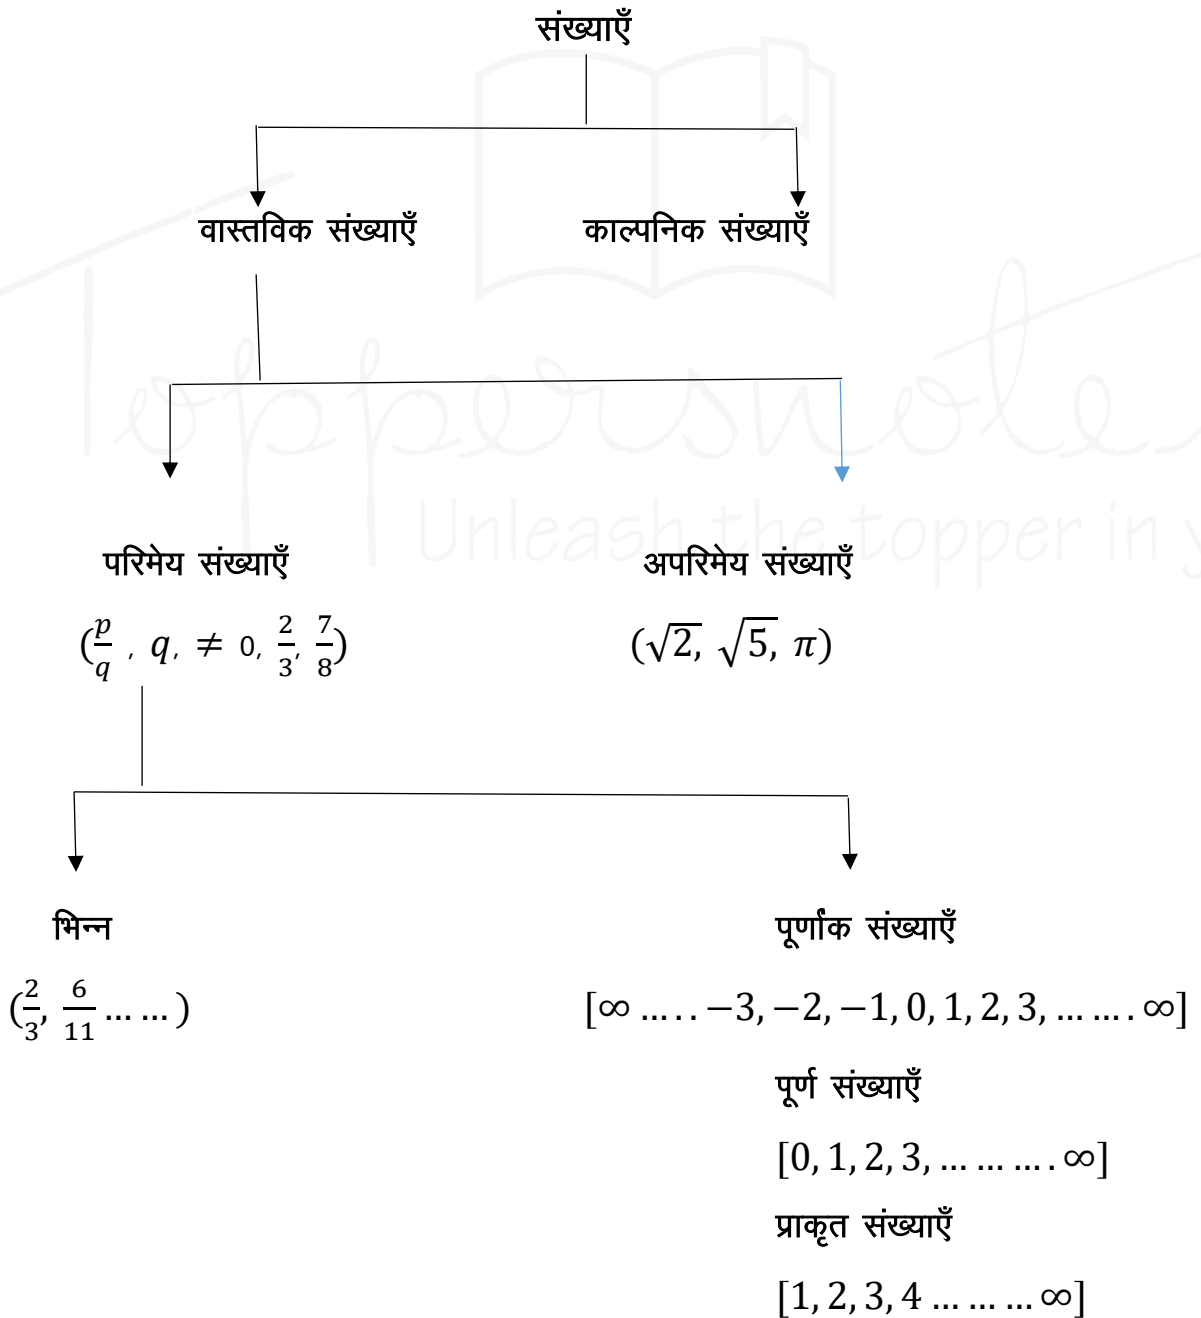 संख्याएँ
वास्तविक संख्याएँ काल्पनिक संख्याएँ
Toppersnote
Unleash the topper in y
परिमेय संख्याएँ अपरिमेय संख्याएँ
(p/q , q, ≠ 0, 2/3, 7/8) (√2, √5, π)
भिन्न पूर्णांक संख्याएँ
(2/3, 6/11 … … ) [∞ … . . −3, −2, −1, 0, 1, 2, 3, … … . ∞]
पूर्ण संख्याएँ
[0, 1, 2, 3, … … … . ∞]
प्राकृत संख्याएँ
[1, 2, 3, 4 … … … ∞]